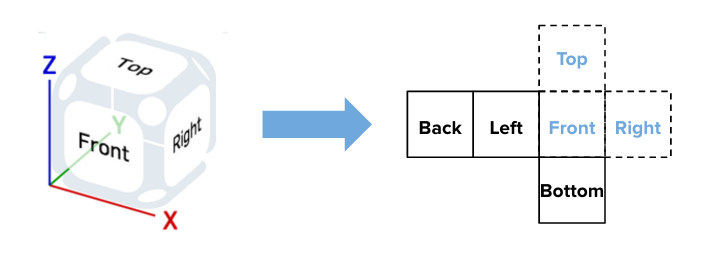 Z
Top
Y
Front
Right
X
Top
Back
Left
Front
Right
Bottom